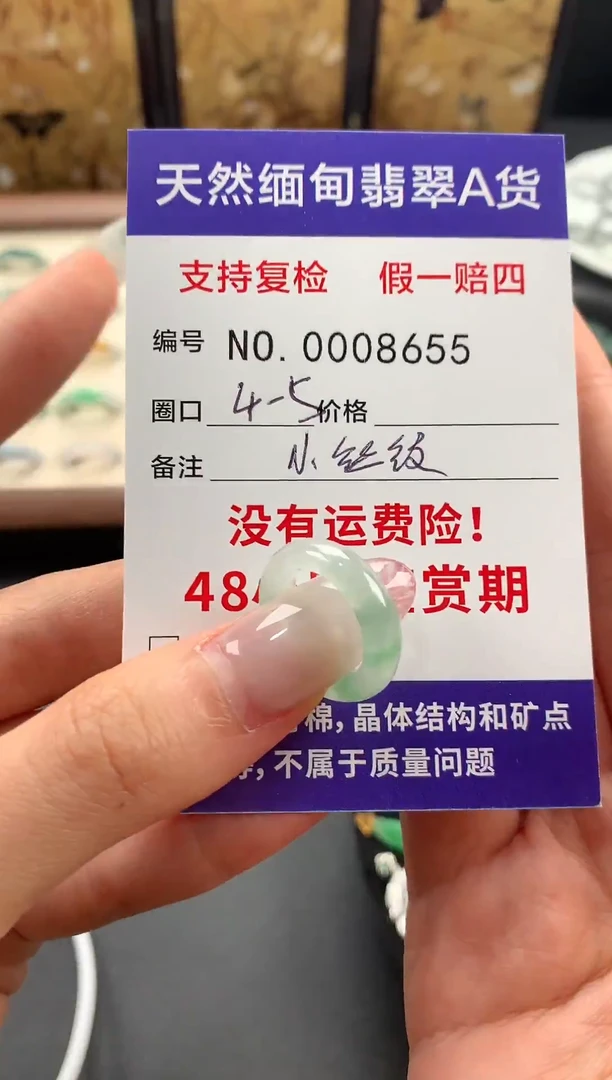 天然缅甸翡翠A货
支持复检 假一赔四
编号 NO.0008655
圈口 4-5 价格
备注 小纹纹
没有运费险！
48 赏期
棉,晶体结构和矿点
等,不属于质量问题